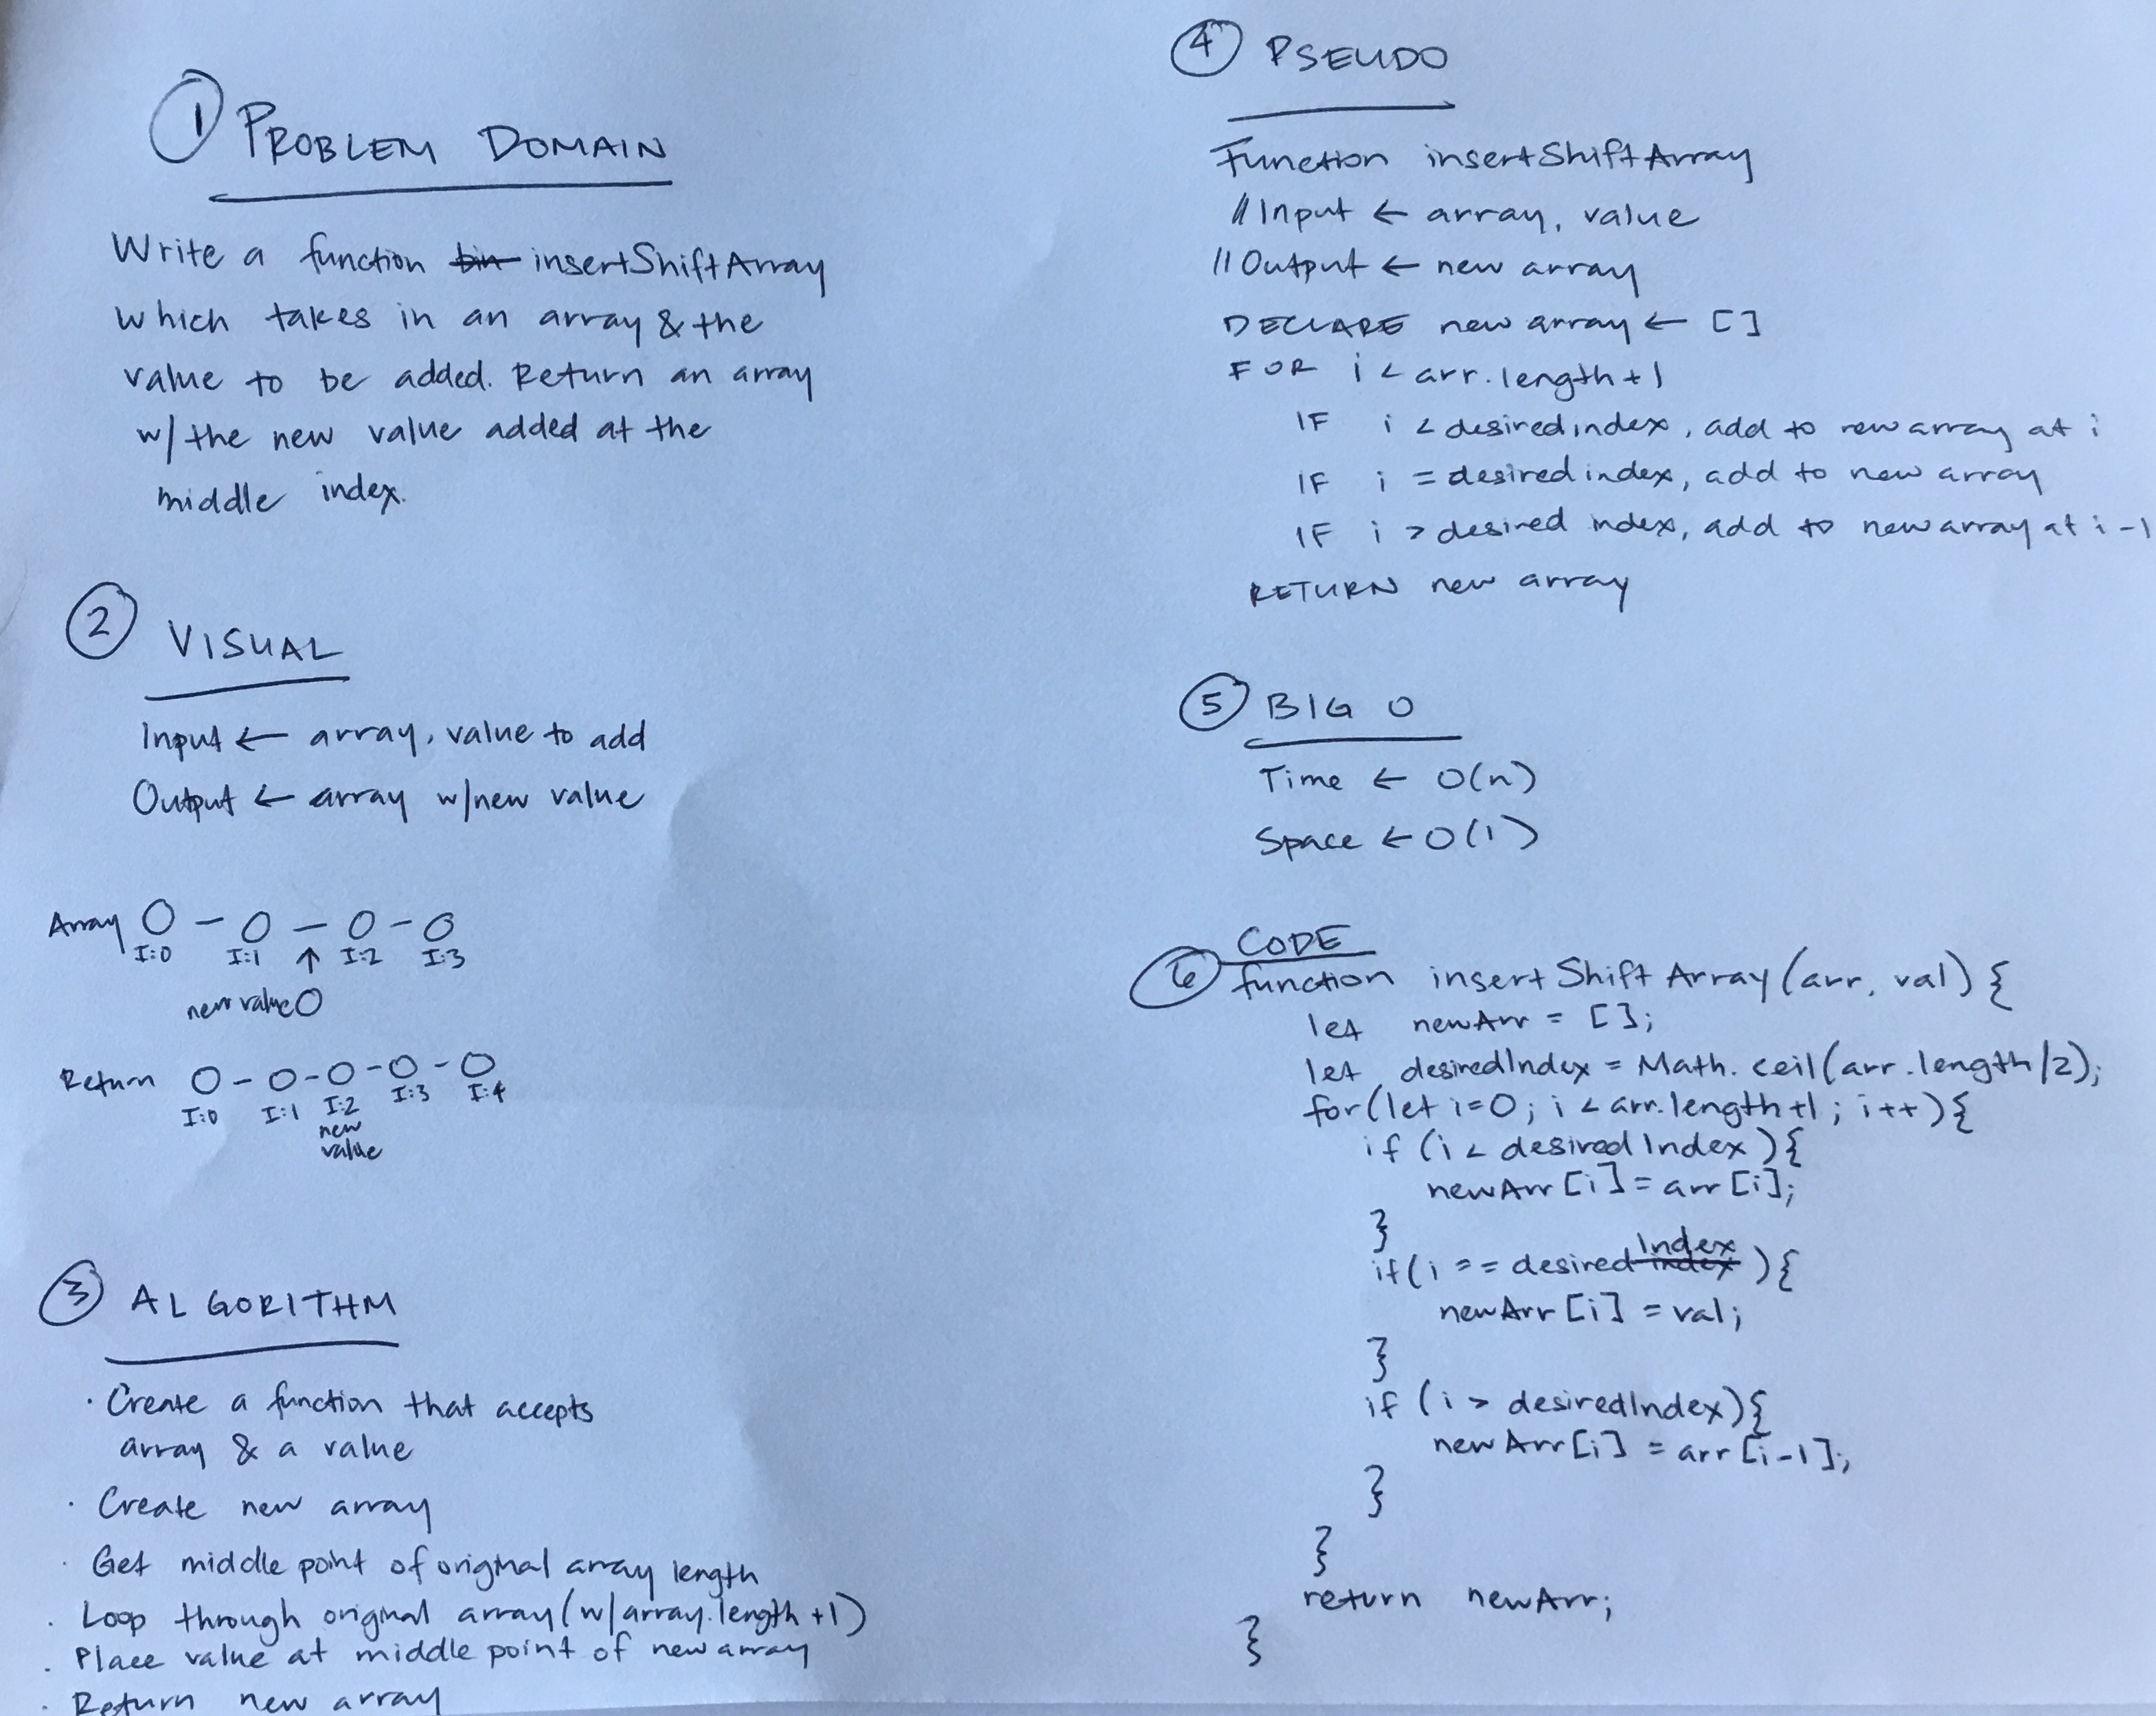 ① PROBLEM DOMAIN
Write a function bin insertShiftArray
which takes in an array & the
value to be added. Return an array
w/ the new value added at the
middle index.
② VISUAL
Input ← array, value to add
Output ← array w/new value
Array O - O - O - O
I:0 I:1 ↑ I:2 I:3
new value O
Return O - O - O - O - O
I:0 I:1 I:2 I:3 I:4
new
value
③ ALGORITHM
· Create a function that accepts
array & a value
· Create new array
· Get middle point of original array length
· Loop through original array (w/array.length +1)
· Place value at middle point of new array
· Return new array
④ PSEUDO
Function insertShiftArray
// Input ← array, value
// Output ← new array
DECLARE new array ← []
FOR i < arr.length+1
IF i < desired index, add to new array at i
IF i = desired index, add to new array
IF i > desired index, add to new array at i -1
RETURN new array
⑤ BIG O
Time ← O(n)
Space ← O(1)
⑥ CODE
function insertShiftArray(arr, val) {
let newArr = [];
let desiredIndex = Math.ceil(arr.length/2);
for(let i=0; i < arr.length+1; i++){
if (i < desiredIndex){
newArr[i] = arr[i];
}
if(i == desiredIndex index){
newArr[i] = val;
}
if (i > desiredIndex){
newArr[i] = arr[i-1];
}
}
return newArr;
}